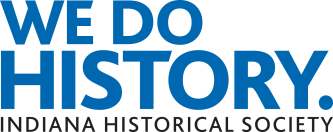 WE DO
HISTORY.
INDIANA HISTORICAL SOCIETY